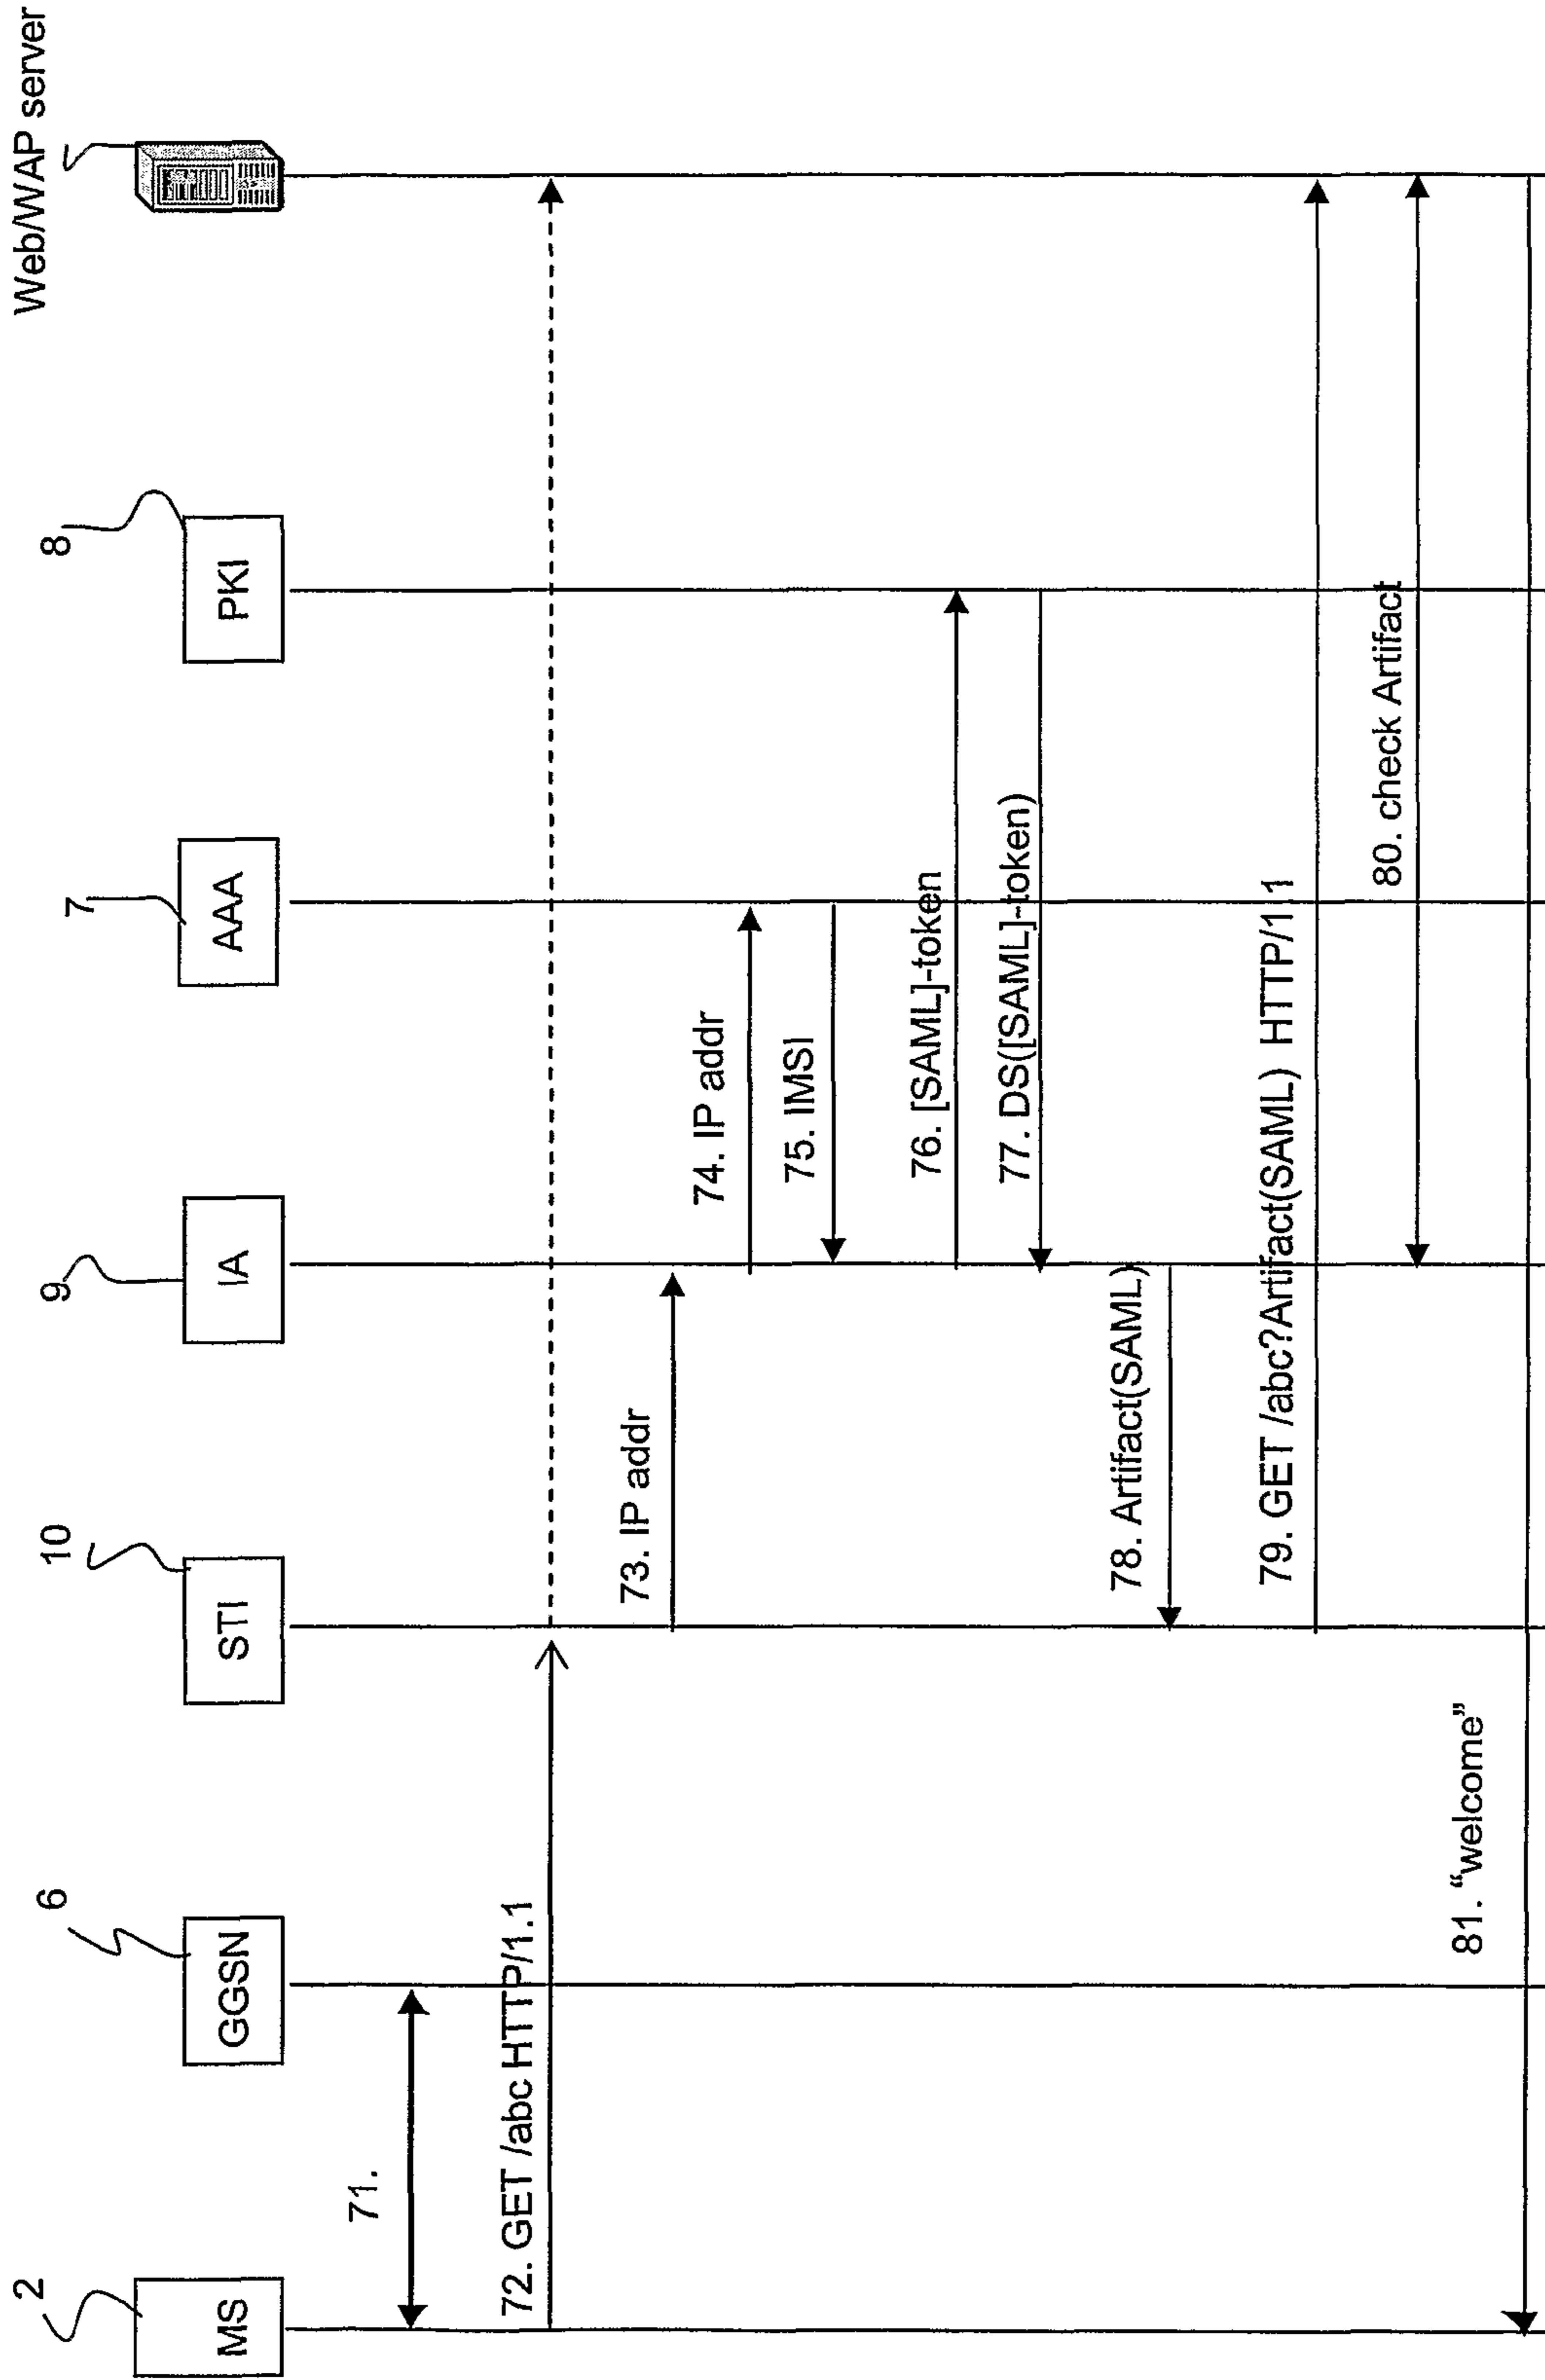 2
MS
6
GGSN
10
STI
9
IA
7
AAA
8
PKI
Web/WAP server
71.
72. GET /abc HTTP/1.1
73. IP addr
74. IP addr
75. IMSI
76. [SAML]-token
77. DS([SAML]-token)
78. Artifact(SAML)
79. GET /abc?Artifact(SAML) HTTP/1.1
80. check Artifact
81. “welcome”